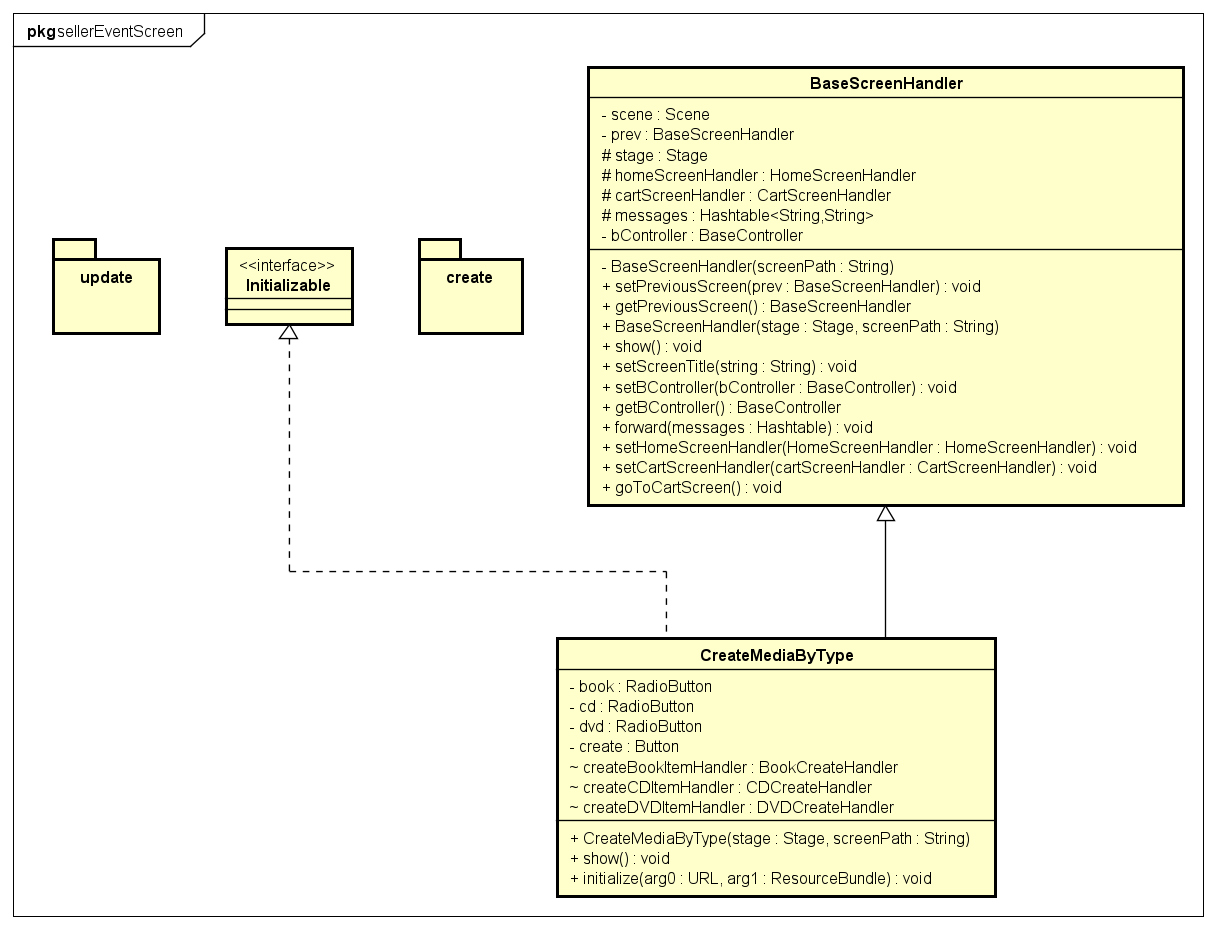 pkg sellerEventScreen
BaseScreenHandler
- scene : Scene
- prev : BaseScreenHandler
# stage : Stage
# homeScreenHandler : HomeScreenHandler
# cartScreenHandler : CartScreenHandler
# messages : Hashtable<String,String>
- bController : BaseController
- BaseScreenHandler(screenPath : String)
+ setPreviousScreen(prev : BaseScreenHandler) : void
+ getPreviousScreen() : BaseScreenHandler
+ BaseScreenHandler(stage : Stage, screenPath : String)
+ show() : void
+ setScreenTitle(string : String) : void
+ setBController(bController : BaseController) : void
+ getBController() : BaseController
+ forward(messages : Hashtable) : void
+ setHomeScreenHandler(HomeScreenHandler : HomeScreenHandler) : void
+ setCartScreenHandler(cartScreenHandler : CartScreenHandler) : void
+ goToCartScreen() : void
update
<<interface>>
Initializable
create
CreateMediaByType
- book : RadioButton
- cd : RadioButton
- dvd : RadioButton
- create : Button
~ createBookItemHandler : BookCreateHandler
~ createCDItemHandler : CDCreateHandler
~ createDVDItemHandler : DVDCreateHandler
+ CreateMediaByType(stage : Stage, screenPath : String)
+ show() : void
+ initialize(arg0 : URL, arg1 : ResourceBundle) : void